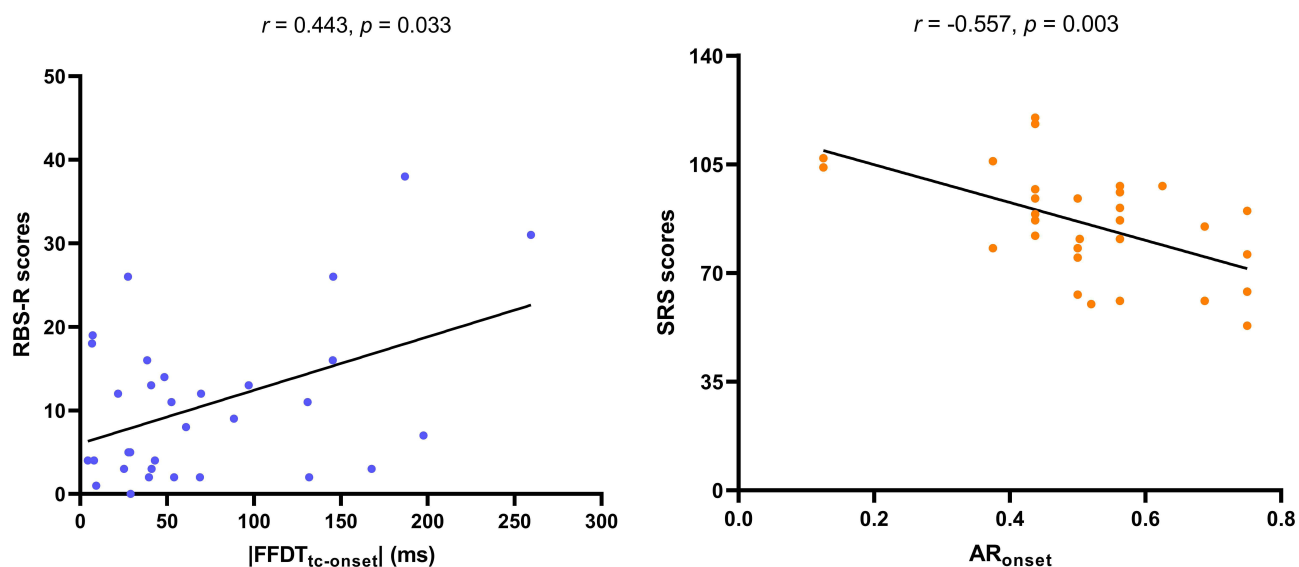 r = 0.443, p = 0.033
50
40
30
20
10
0
RBS-R scores
0 50 100 150 200 250 300
|FFDTtc-onset| (ms)
r = -0.557, p = 0.003
140
105
70
35
0
SRS scores
0.0 0.2 0.4 0.6 0.8
ARonset